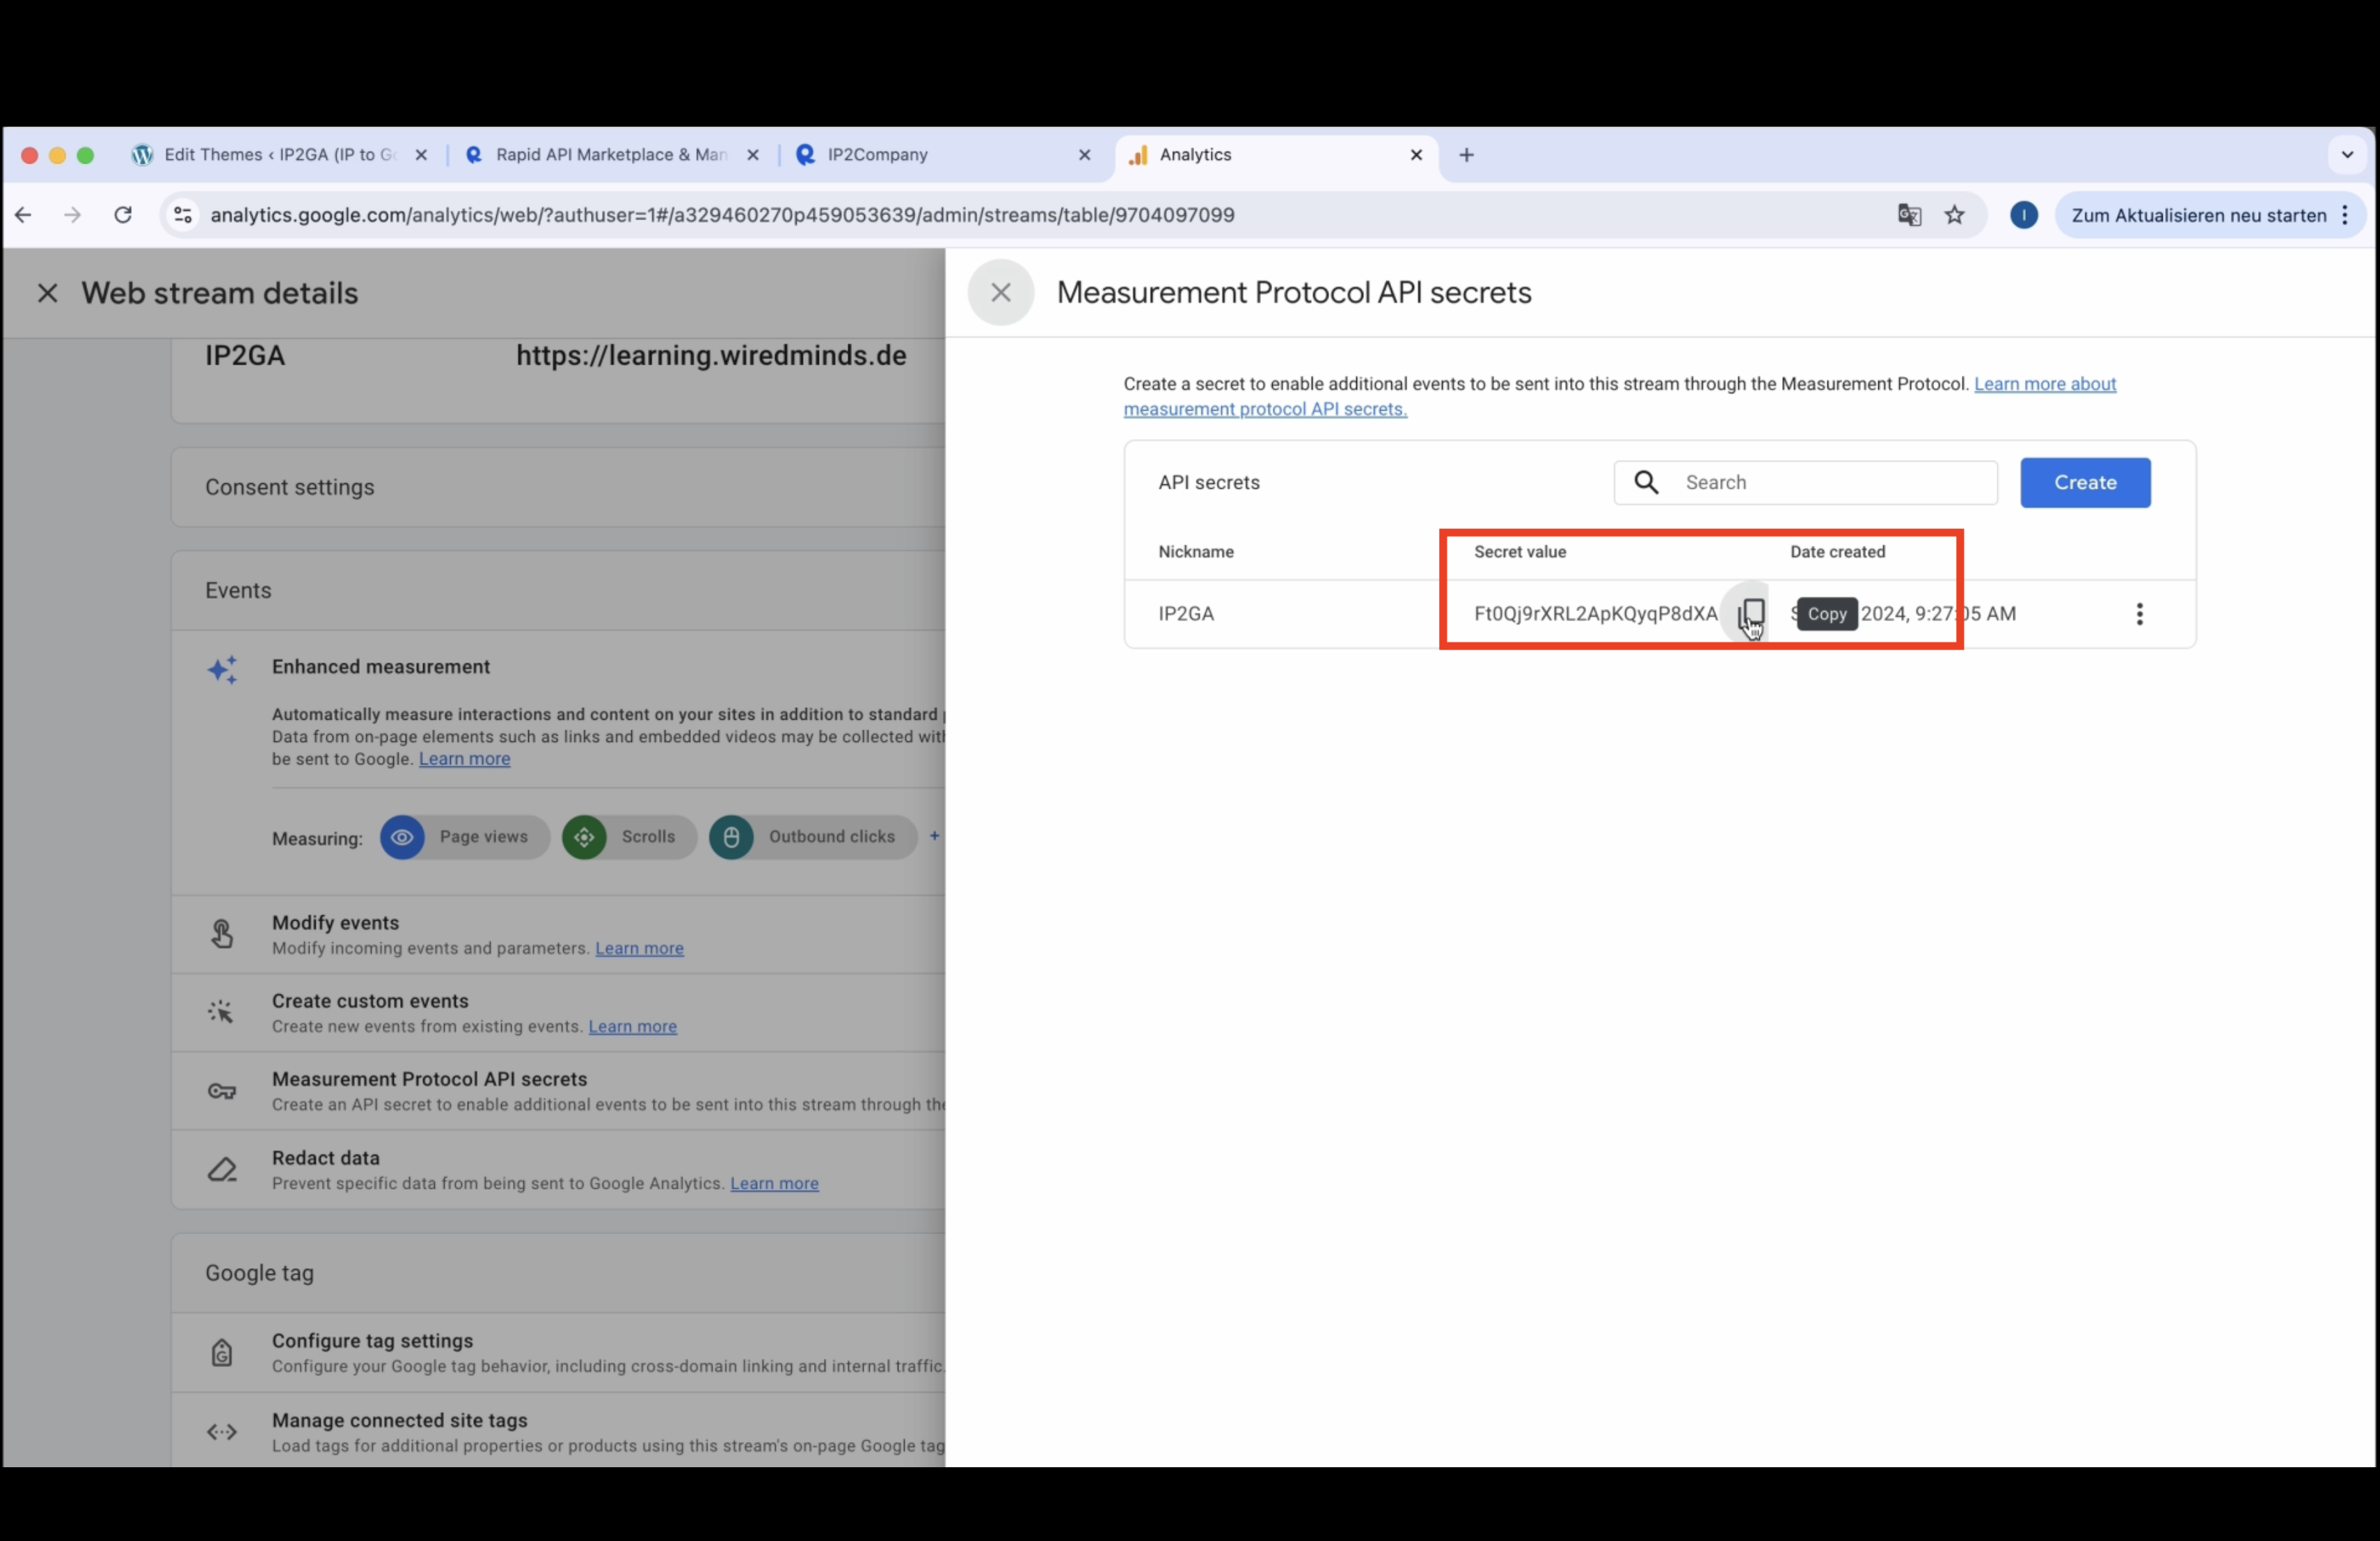 Edit Themes ‹ IP2GA (IP to Go
Rapid API Marketplace & Man
IP2Company
Analytics
analytics.google.com/analytics/web/?authuser=1#/a329460270p459053639/admin/streams/table/9704097099
I
Zum Aktualisieren neu starten
Web stream details
IP2GA
https://learning.wiredminds.de
Consent settings
Events
Enhanced measurement
Automatically measure interactions and content on your sites in addition to standard
Data from on-page elements such as links and embedded videos may be collected with
be sent to Google. Learn more
Measuring:
Page views
Scrolls
Outbound clicks
+
Modify events
Modify incoming events and parameters. Learn more
Create custom events
Create new events from existing events. Learn more
Measurement Protocol API secrets
Create an API secret to enable additional events to be sent into this stream through the
Redact data
Prevent specific data from being sent to Google Analytics. Learn more
Google tag
Configure tag settings
Configure your Google tag behavior, including cross-domain linking and internal traffic.
Manage connected site tags
Load tags for additional properties or products using this stream's on-page Google tag
Measurement Protocol API secrets
Create a secret to enable additional events to be sent into this stream through the Measurement Protocol. Learn more about
measurement protocol API secrets.
API secrets
Search
Create
Nickname
Secret value
Date created
IP2GA
Ft0Qj9rXRL2ApKQyqP8dXA
Copy
2024, 9:27:05 AM